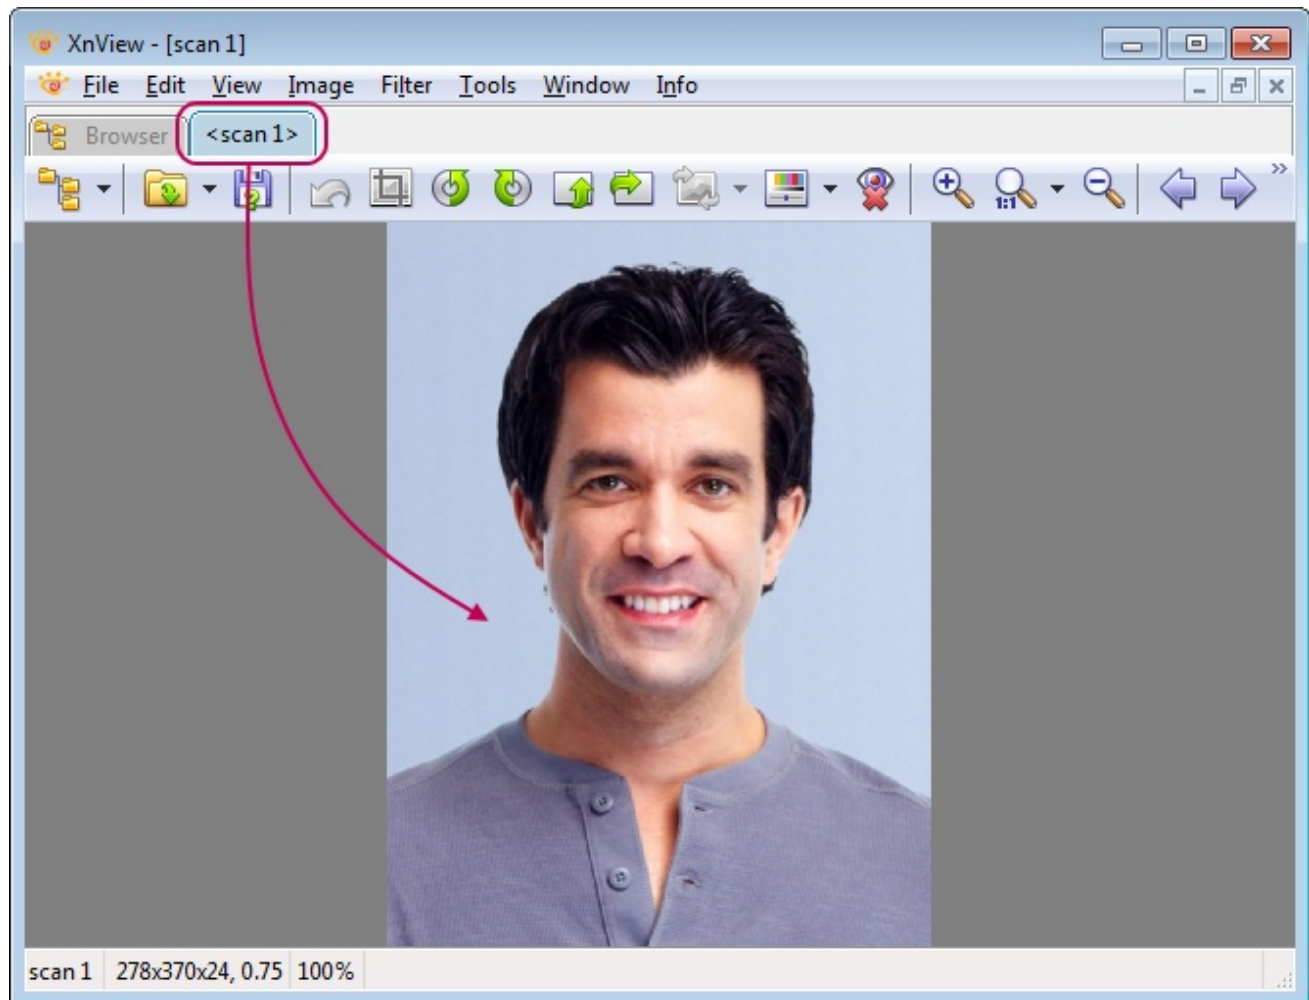 XnView - [scan 1]
File Edit View Image Filter Tools Window Info
Browser <scan 1>
1:1
scan 1 278x370x24, 0.75 100%